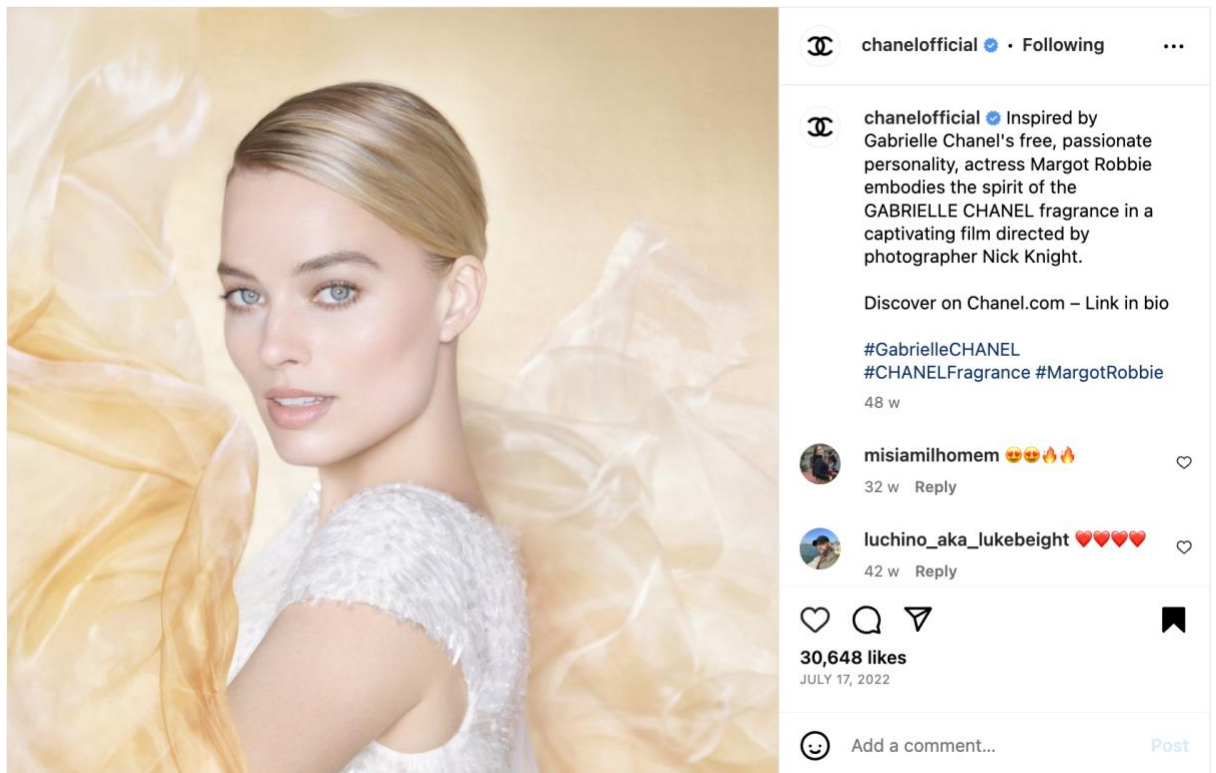 chanelofficial • Following
chanelofficial Inspired by
Gabrielle Chanel's free, passionate
personality, actress Margot Robbie
embodies the spirit of the
GABRIELLE CHANEL fragrance in a
captivating film directed by
photographer Nick Knight.
Discover on Chanel.com – Link in bio
#GabrielleCHANEL
#CHANELFragrance #MargotRobbie
48 w
misiamilhomem 😍😍🔥🔥
32 w Reply
luchino_aka_lukebeight ❤️❤️❤️❤️
42 w Reply
30,648 likes
JULY 17, 2022
Add a comment...
Post